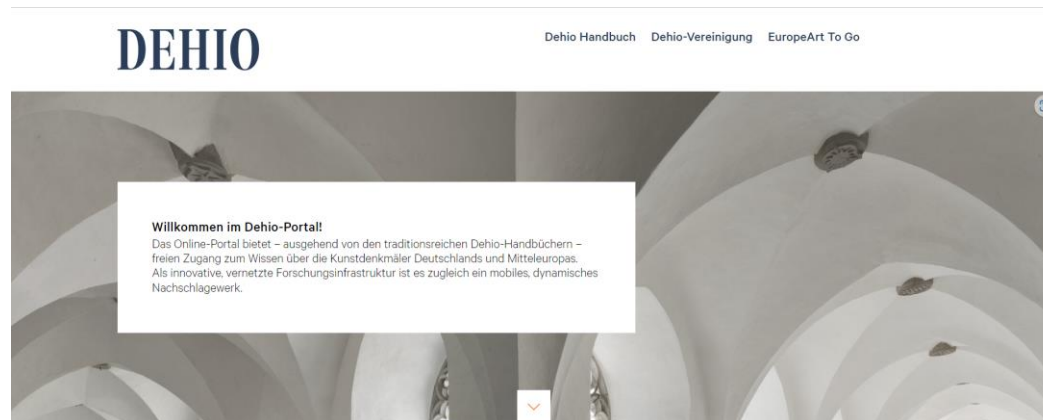 DEHIO
Dehio Handbuch Dehio-Vereinigung EuropeArt To Go
Willkommen im Dehio-Portal!
Das Online-Portal bietet – ausgehend von den traditionsreichen Dehio-Handbüchern –
freien Zugang zum Wissen über die Kunstdenkmäler Deutschlands und Mitteleuropas.
Als innovative, vernetzte Forschungsinfrastruktur ist es zugleich ein mobiles, dynamisches
Nachschlagewerk.